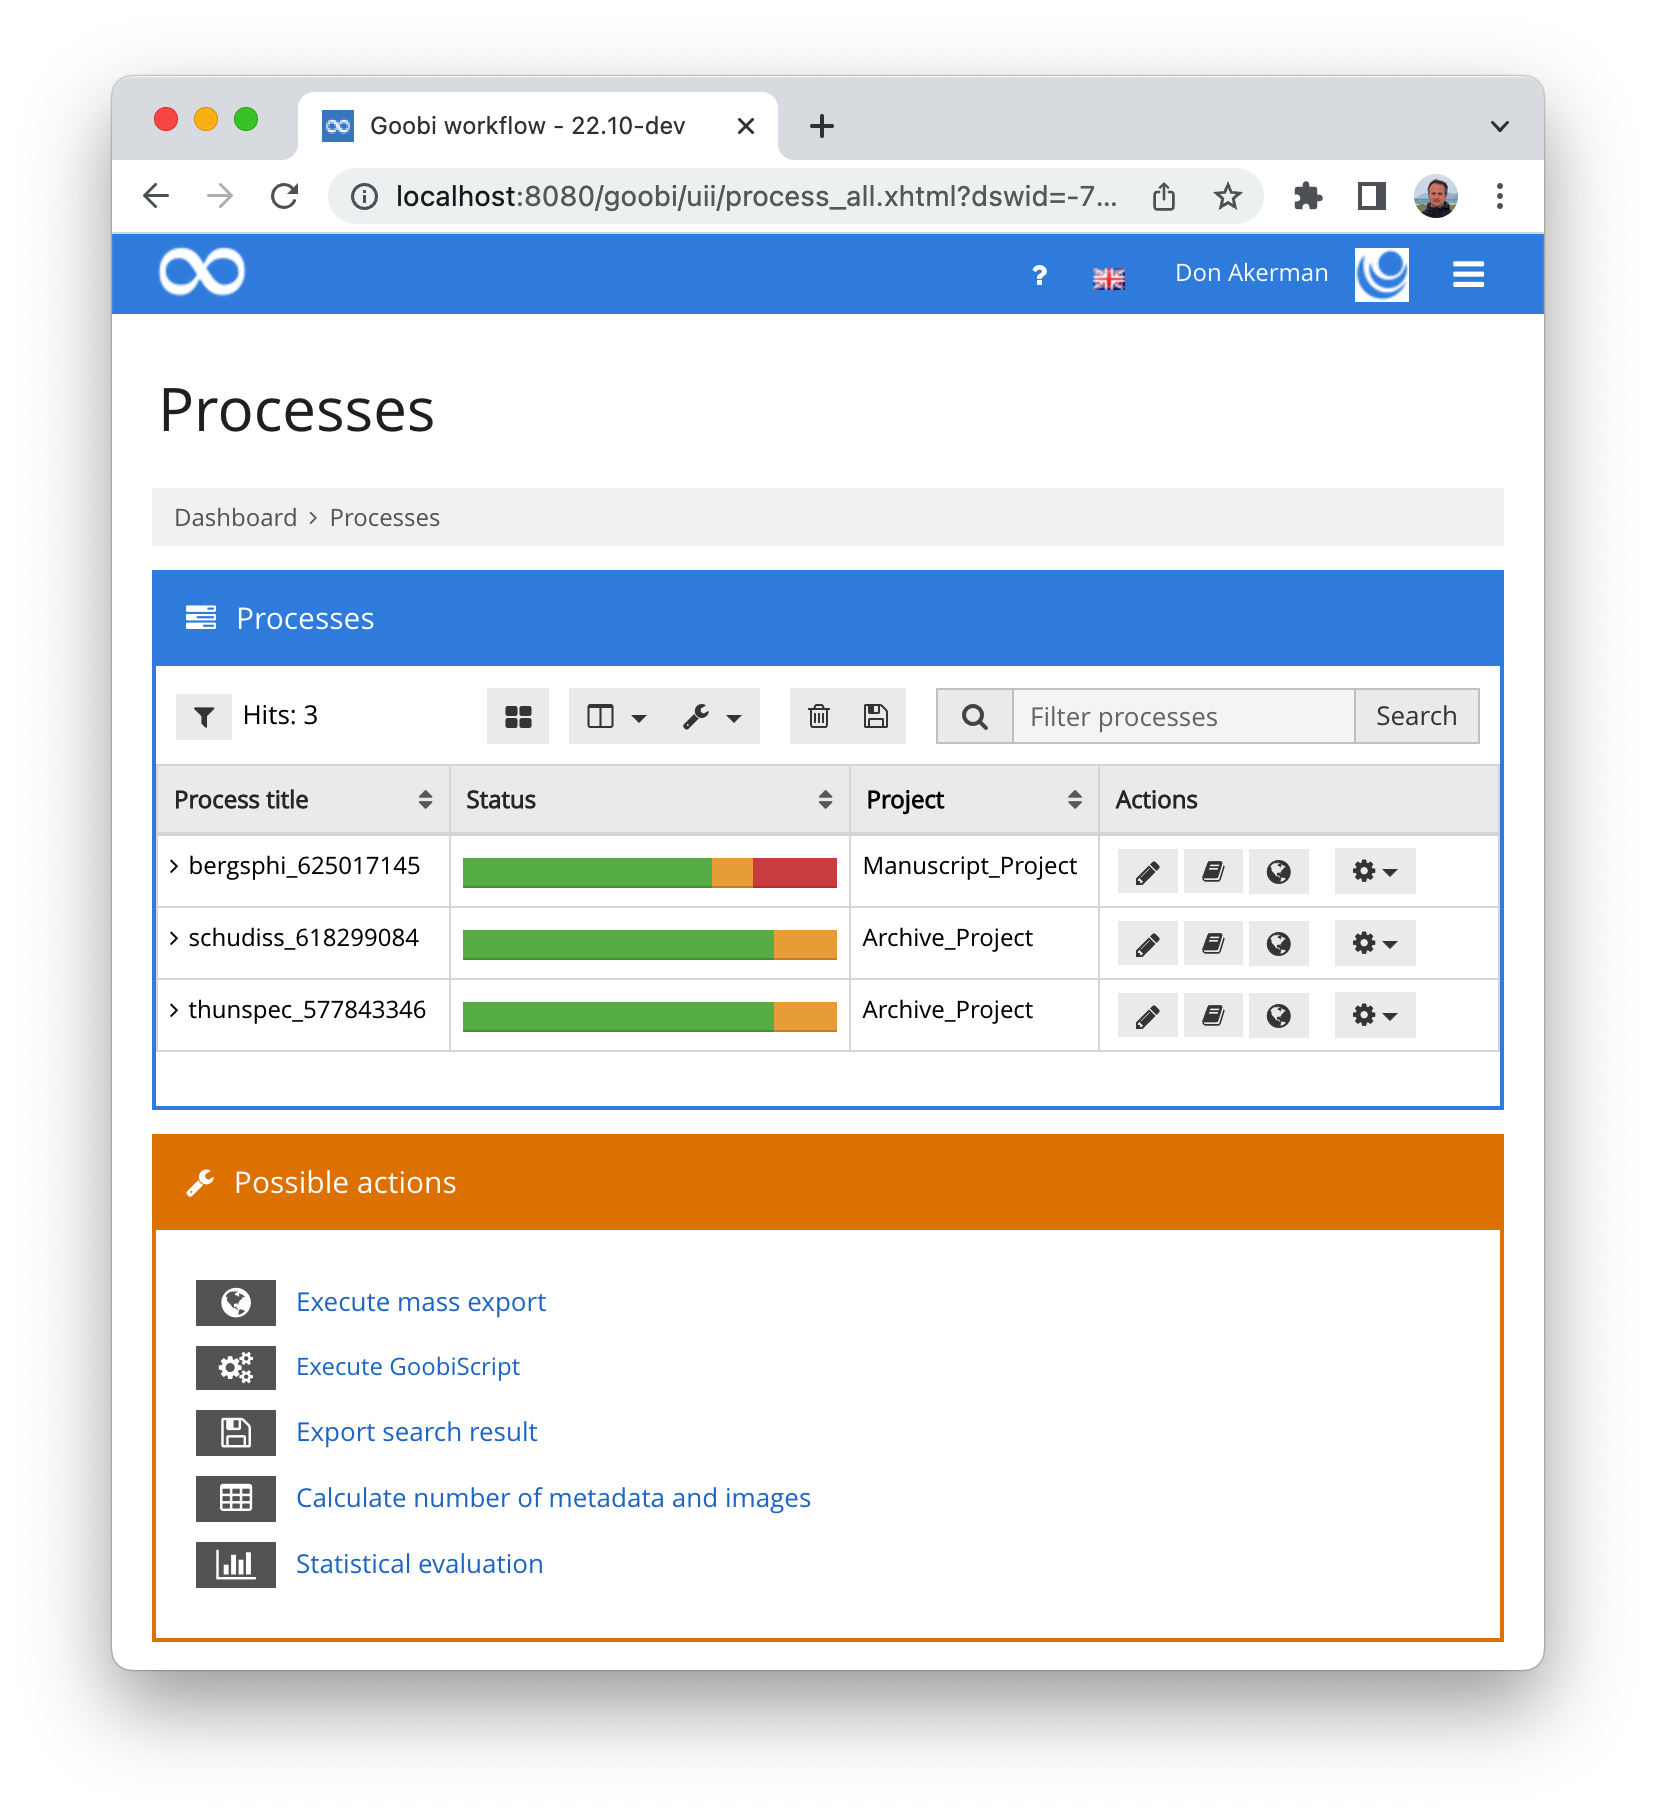 Goobi workflow - 22.10-dev
localhost:8080/goobi/uii/process_all.xhtml?dswid=-7...
? Don Akerman
Processes
Dashboard > Processes
Processes
Hits: 3 Filter processes Search
Process title Status Project Actions
bergsphi_625017145 Manuscript_Project
schudiss_618299084 Archive_Project
thunspec_577843346 Archive_Project
Possible actions
Execute mass export
Execute GoobiScript
Export search result
Calculate number of metadata and images
Statistical evaluation